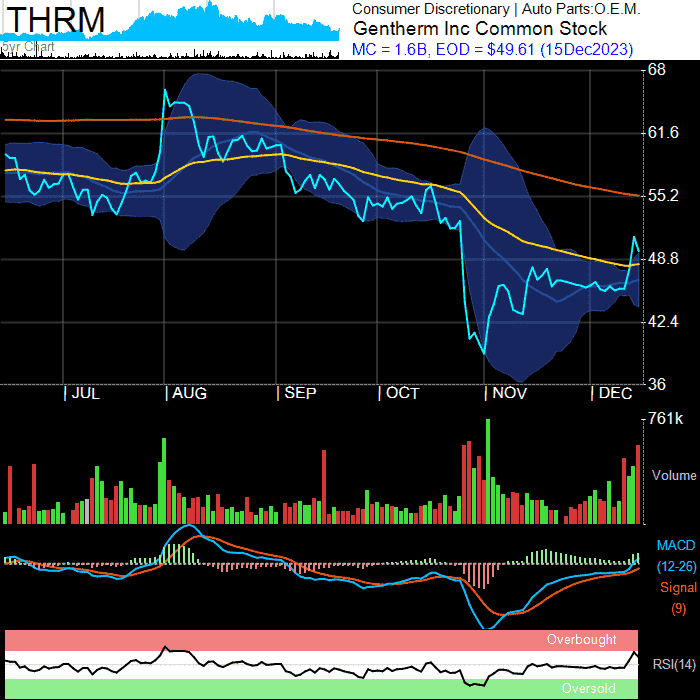 THRM
5yr Chart
Consumer Discretionary | Auto Parts:O.E.M.
Gentherm Inc Common Stock
MC = 1.6B, EOD = $49.61 (15Dec2023)
68
61.6
55.2
48.8
42.4
36
| JUL | AUG | SEP | OCT | NOV | DEC
761k
Volume
MACD
(12-26)
Signal
(9)
Overbought
RSI(14)
Oversold